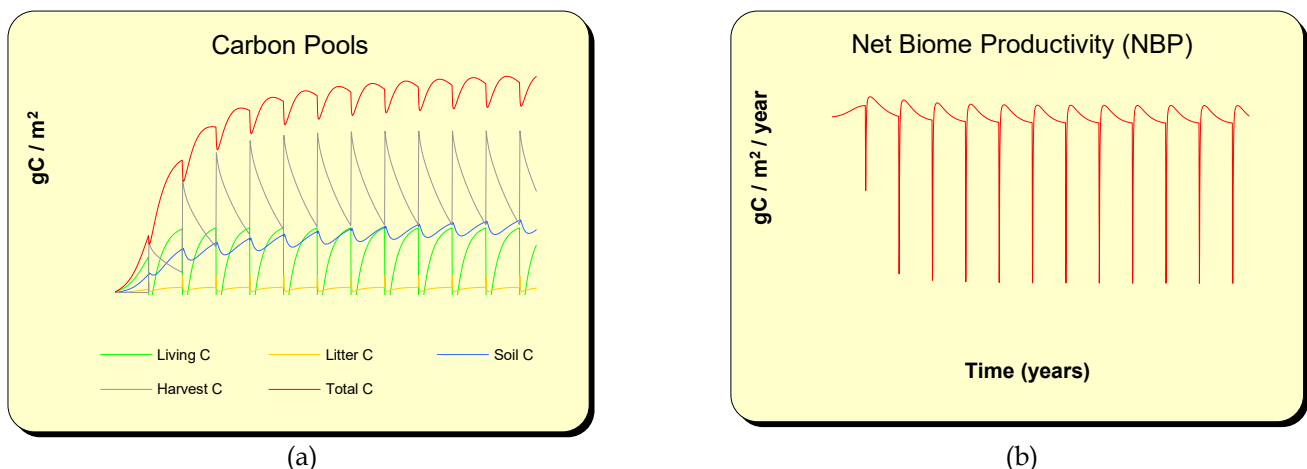 Carbon Pools
gC / m²
Living C
Litter C
Soil C
Harvest C
Total C
(a)
Net Biome Productivity (NBP)
gC / m² / year
Time (years)
(b)